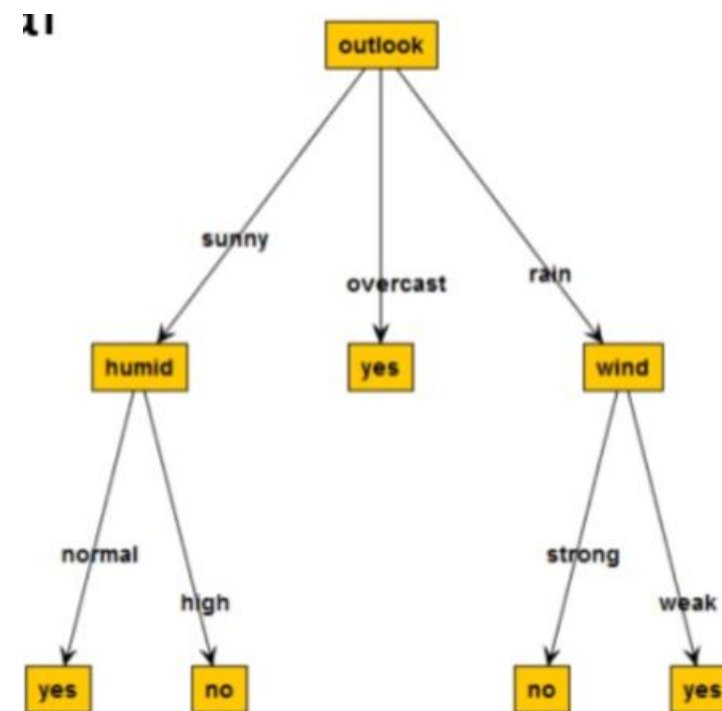 outlook
sunny
overcast
rain
humid
yes
wind
normal
high
strong
weak
yes
no
no
yes